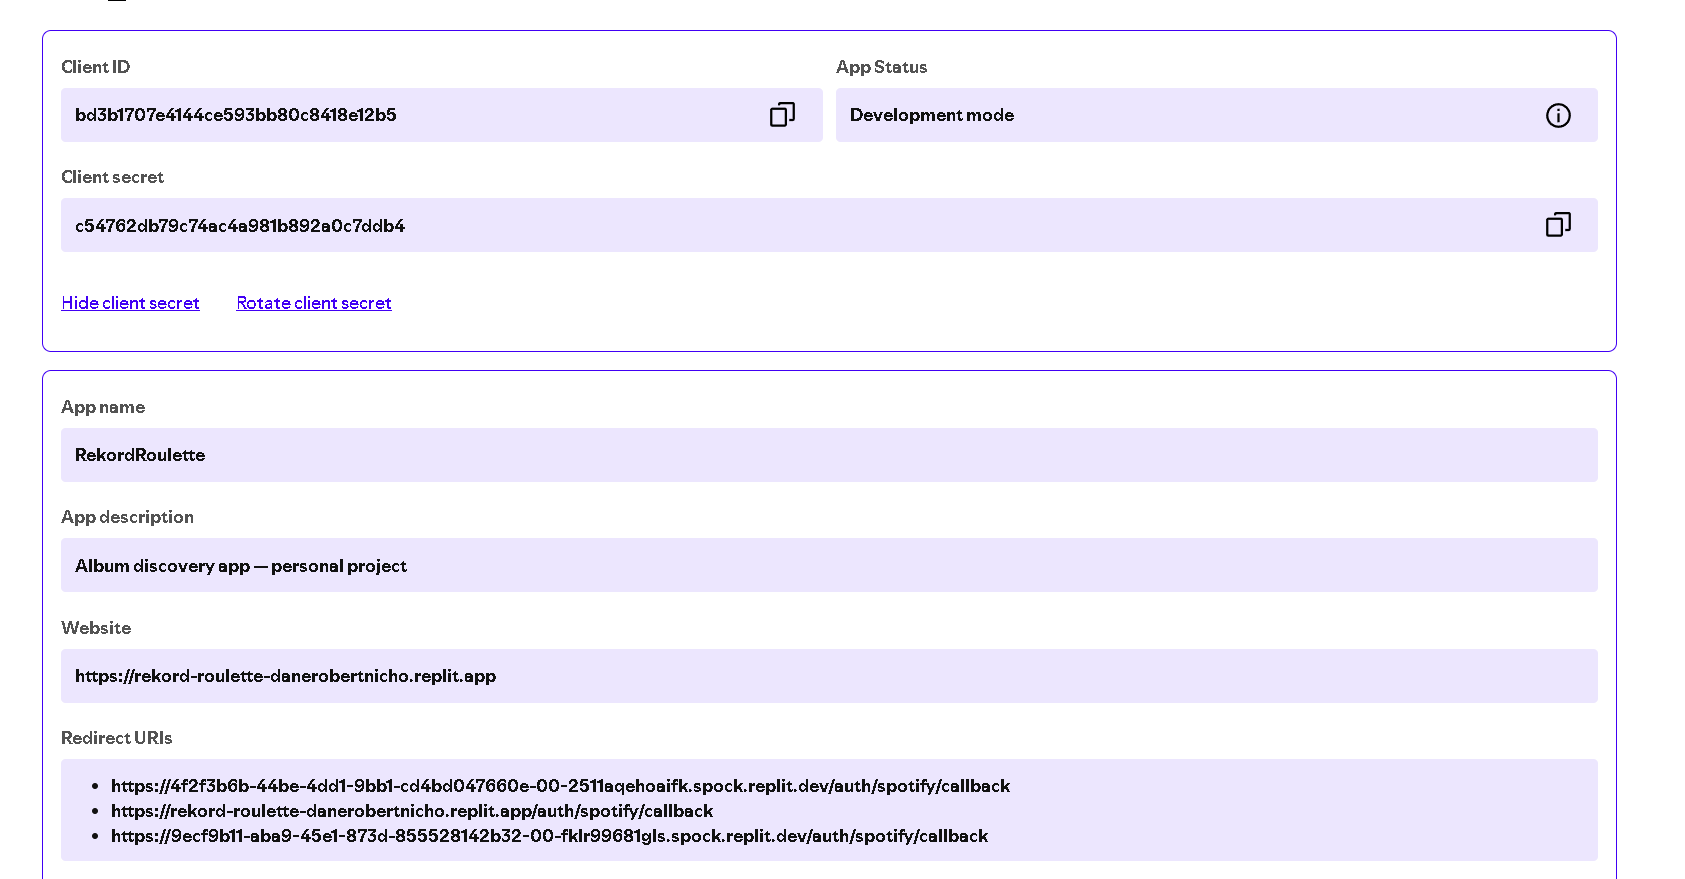 Client ID
App Status
bd3b1707e4144ce593bb80c8418e12b5
Development mode
Client secret
c54762db79c74ac4a981b892a0c7ddb4
Hide client secret
Rotate client secret
App name
RekordRoulette
App description
Album discovery app — personal project
Website
https://rekord-roulette-danerobertnicho.replit.app
Redirect URIs
https://4f2f3b6b-44be-4dd1-9bb1-cd4bd047660e-00-2511aqehoaifk.spock.replit.dev/auth/spotify/callback
https://rekord-roulette-danerobertnicho.replit.app/auth/spotify/callback
https://9ecf9b11-aba9-45e1-873d-855528142b32-00-fklr99681gls.spock.replit.dev/auth/spotify/callback